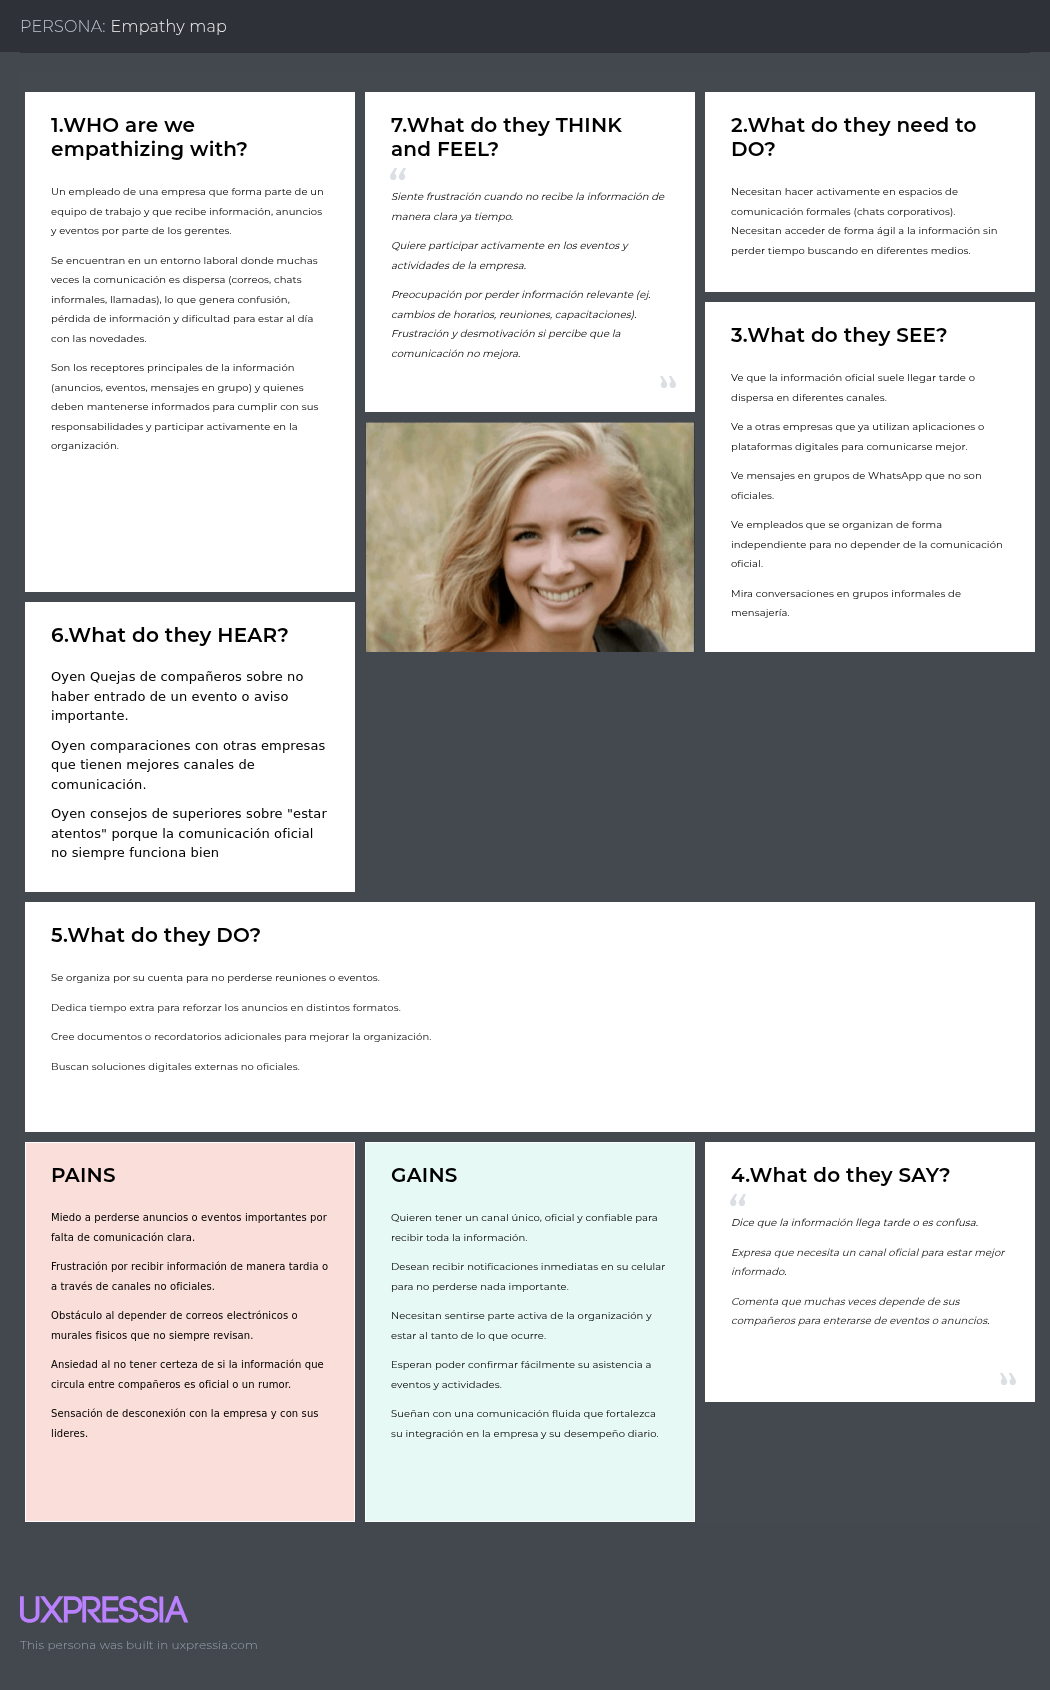 PERSONA: Empathy map
1.WHO are we
empathizing with?
Un empleado de una empresa que forma parte de un
equipo de trabajo y que recibe información, anuncios
y eventos por parte de los gerentes.
Se encuentran en un entorno laboral donde muchas
veces la comunicación es dispersa (correos, chats
informales, llamadas), lo que genera confusión,
pérdida de información y dificultad para estar al día
con las novedades.
Son los receptores principales de la información
(anuncios, eventos, mensajes en grupo) y quienes
deben mantenerse informados para cumplir con sus
responsabilidades y participar activamente en la
organización.
7.What do they THINK
and FEEL?
“
Siente frustración cuando no recibe la información de
manera clara ya tiempo.
Quiere participar activamente en los eventos y
actividades de la empresa.
Preocupación por perder información relevante (ej.
cambios de horarios, reuniones, capacitaciones).
Frustración y desmotivación si percibe que la
comunicación no mejora.
”
2.What do they need to
DO?
Necesitan hacer activamente en espacios de
comunicación formales (chats corporativos).
Necesitan acceder de forma ágil a la información sin
perder tiempo buscando en diferentes medios.
3.What do they SEE?
Ve que la información oficial suele llegar tarde o
dispersa en diferentes canales.
Ve a otras empresas que ya utilizan aplicaciones o
plataformas digitales para comunicarse mejor.
Ve mensajes en grupos de WhatsApp que no son
oficiales.
Ve empleados que se organizan de forma
independiente para no depender de la comunicación
oficial.
Mira conversaciones en grupos informales de
mensajería.
6.What do they HEAR?
Oyen Quejas de compañeros sobre no
haber entrado de un evento o aviso
importante.
Oyen comparaciones con otras empresas
que tienen mejores canales de
comunicación.
Oyen consejos de superiores sobre "estar
atentos" porque la comunicación oficial
no siempre funciona bien
5.What do they DO?
Se organiza por su cuenta para no perderse reuniones o eventos.
Dedica tiempo extra para reforzar los anuncios en distintos formatos.
Cree documentos o recordatorios adicionales para mejorar la organización.
Buscan soluciones digitales externas no oficiales.
PAINS
Miedo a perderse anuncios o eventos importantes por
falta de comunicación clara.
Frustración por recibir información de manera tardia o
a través de canales no oficiales.
Obstáculo al depender de correos electrónicos o
murales fisicos que no siempre revisan.
Ansiedad al no tener certeza de si la información que
circula entre compañeros es oficial o un rumor.
Sensación de desconexión con la empresa y con sus
lideres.
GAINS
Quieren tener un canal único, oficial y confiable para
recibir toda la información.
Desean recibir notificaciones inmediatas en su celular
para no perderse nada importante.
Necesitan sentirse parte activa de la organización y
estar al tanto de lo que ocurre.
Esperan poder confirmar fácilmente su asistencia a
eventos y actividades.
Sueñan con una comunicación fluida que fortalezca
su integración en la empresa y su desempeño diario.
4.What do they SAY?
“
Dice que la información llega tarde o es confusa.
Expresa que necesita un canal oficial para estar mejor
informado.
Comenta que muchas veces depende de sus
compañeros para enterarse de eventos o anuncios.
”
UXPRESSIA
This persona was built in uxpressia.com